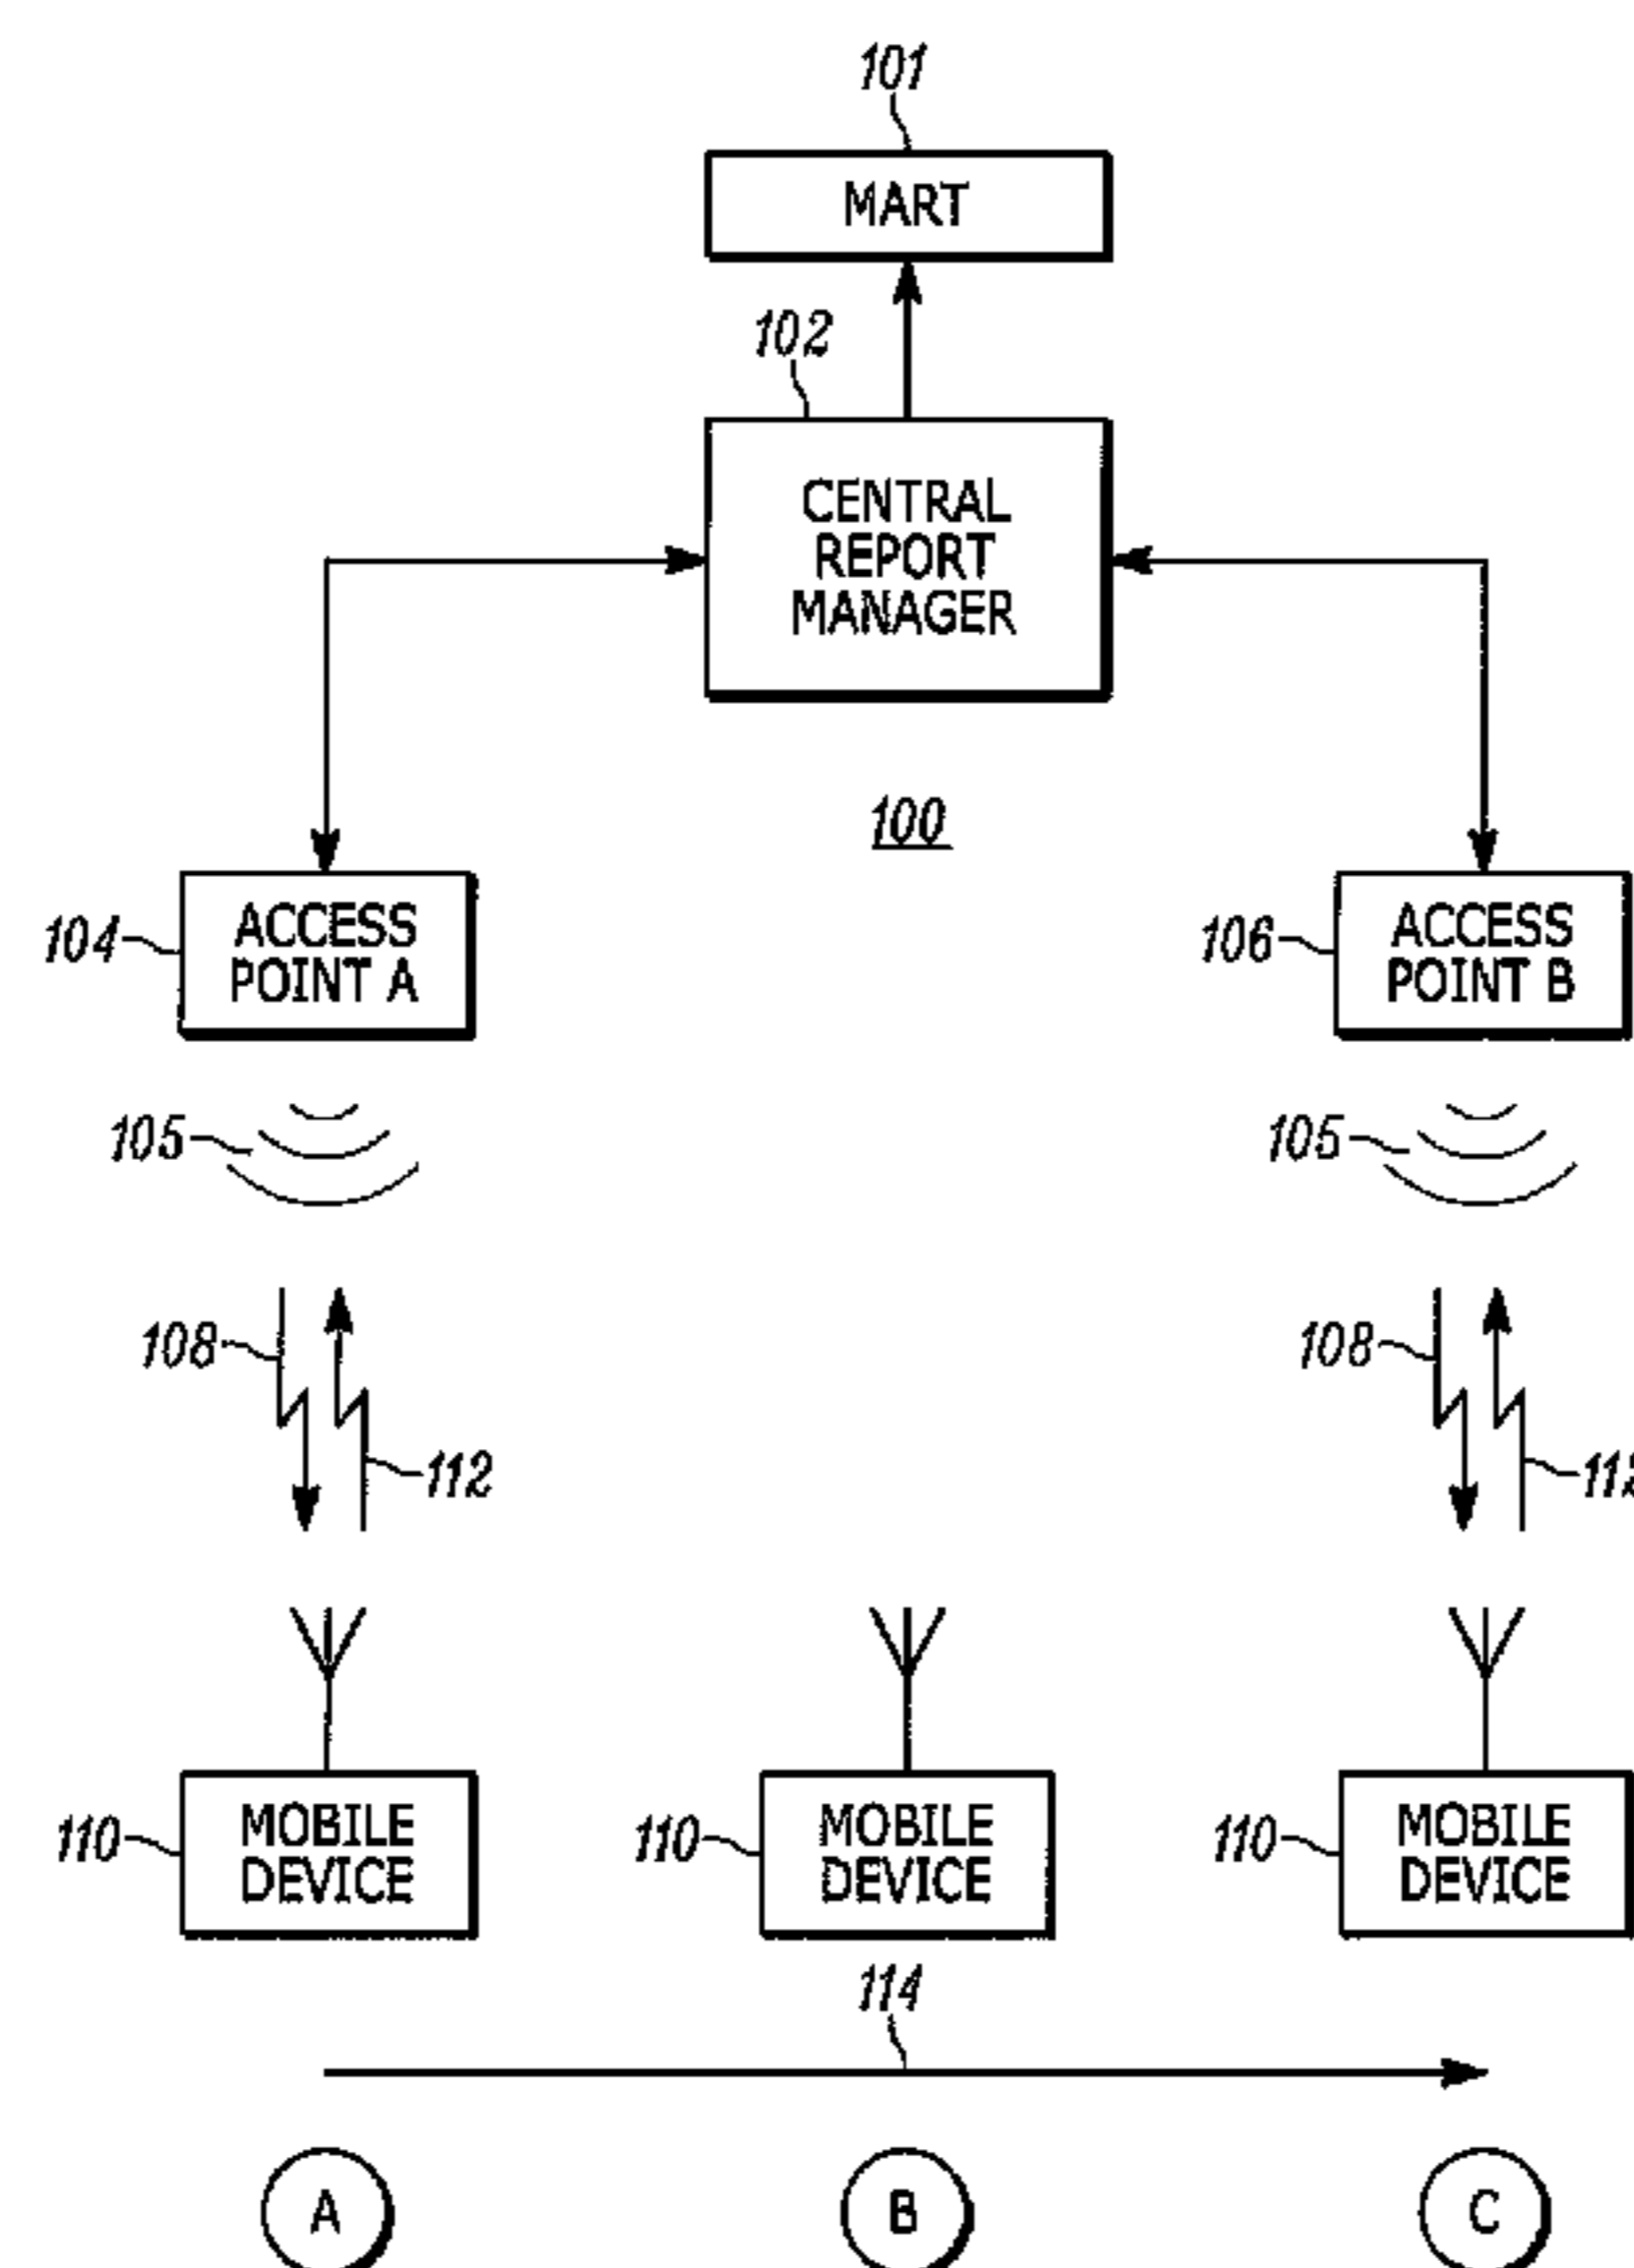 101
MART
102
CENTRAL
REPORT
MANAGER
100
104
ACCESS
POINT A
106
ACCESS
POINT B
105
105
108
112
108
110
MOBILE
DEVICE
110
MOBILE
DEVICE
110
MOBILE
DEVICE
114
A
B
C